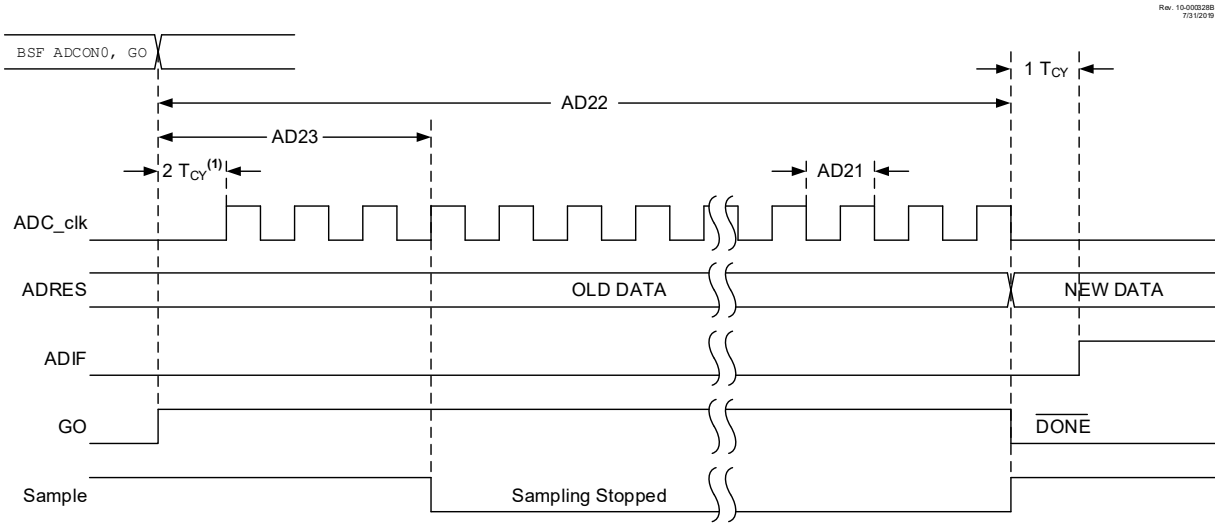 Rev. 10-000328B
7/31/2019
BSF ADCON0, GO
1 TCY
AD22
AD23
2 TCY(1)
AD21
ADC_clk
ADRES
OLD DATA
NEW DATA
ADIF
GO
DONE
Sample
Sampling Stopped